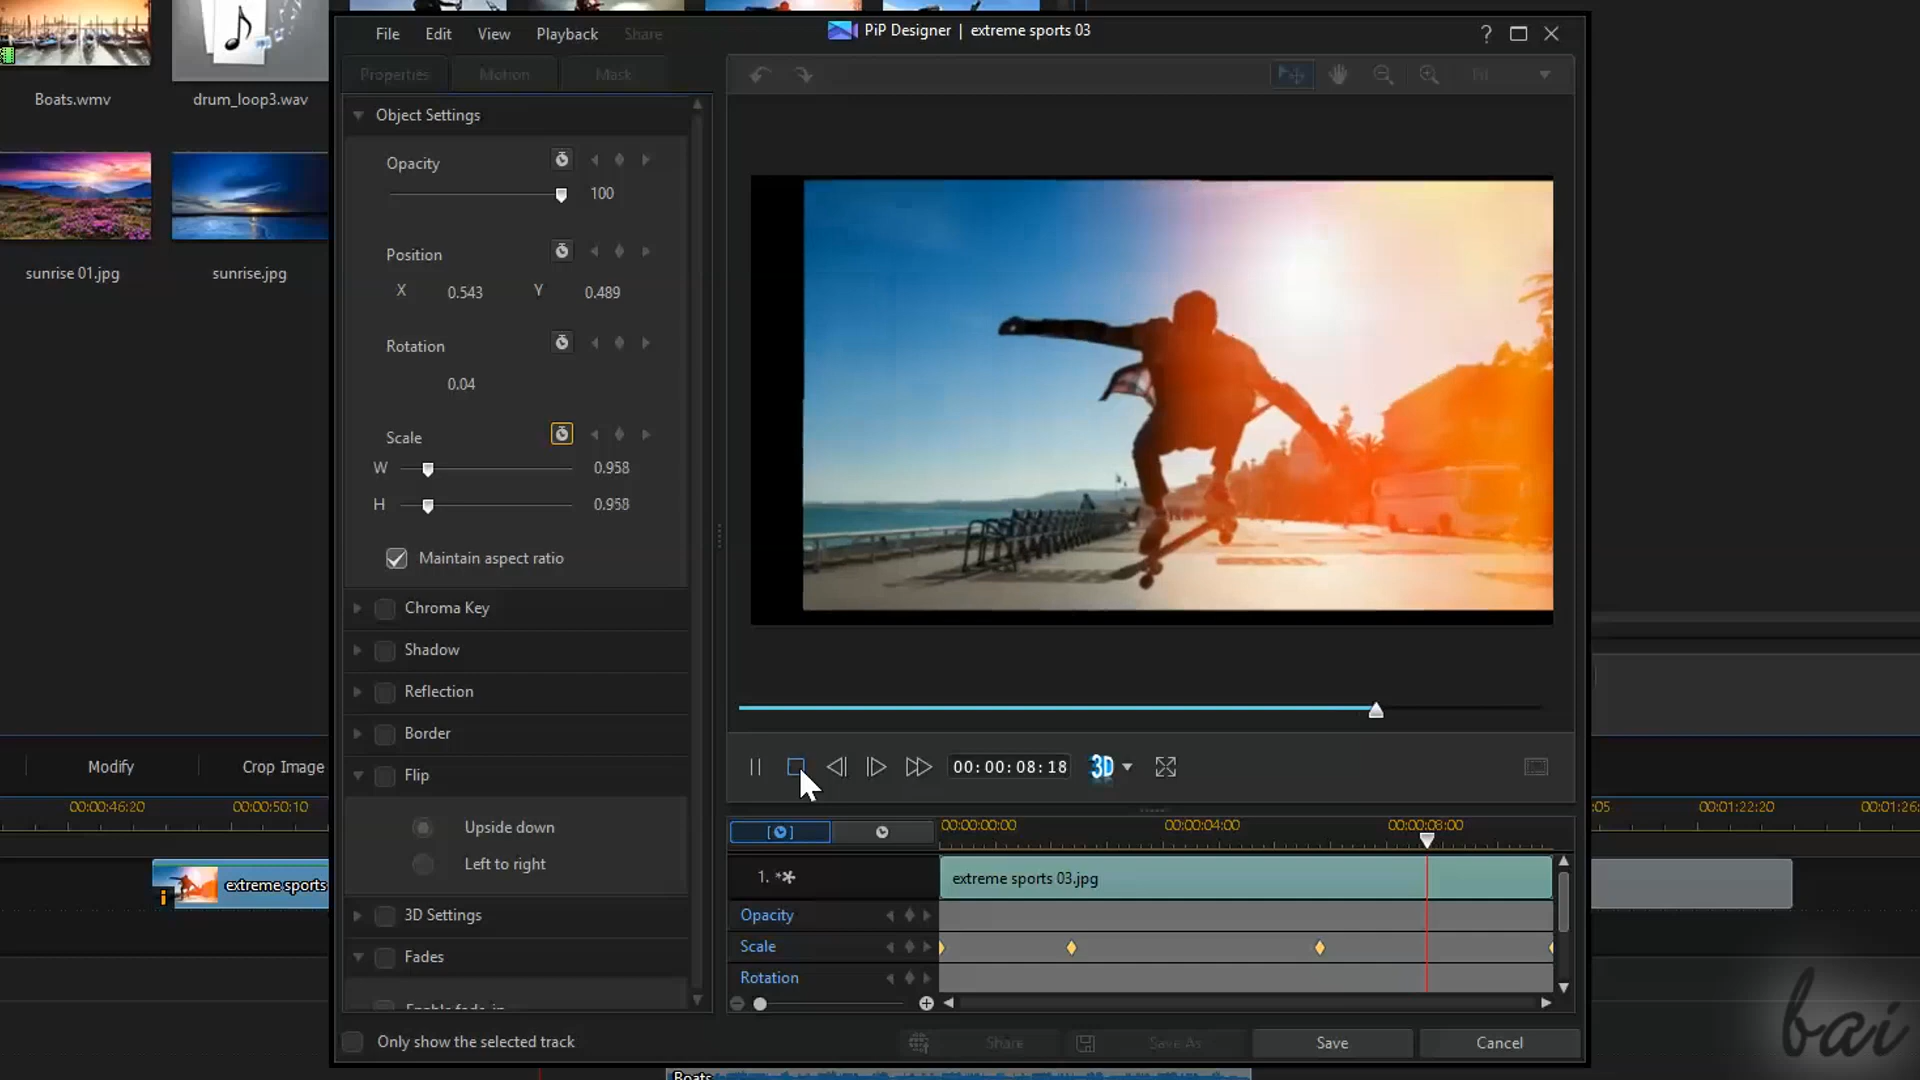 Boats.wmv
drum_loop3.wav
sunrise 01.jpg
sunrise.jpg
File Edit View Playback Share
PiP Designer | extreme sports 03
?
Properties Motion Mask
Fit
Object Settings
Opacity
100
Position
X 0.543 Y 0.489
Rotation
0.04
Scale
W 0.958
H 0.958
Maintain aspect ratio
Chroma Key
Shadow
Reflection
Border
Flip
Upside down
Left to right
3D Settings
Fades
Enable fade-in
Only show the selected track
00:00:08:18
3D
00:00:00:00 00:00:04:00 00:00:08:00
1. **
extreme sports 03.jpg
Opacity
Scale
Rotation
Share Save As Save Cancel
Modify Crop Image
00:00:46:20 00:00:50:10
:05 00:01:22:20 00:01:26:
i
extreme sports
Boats
bai